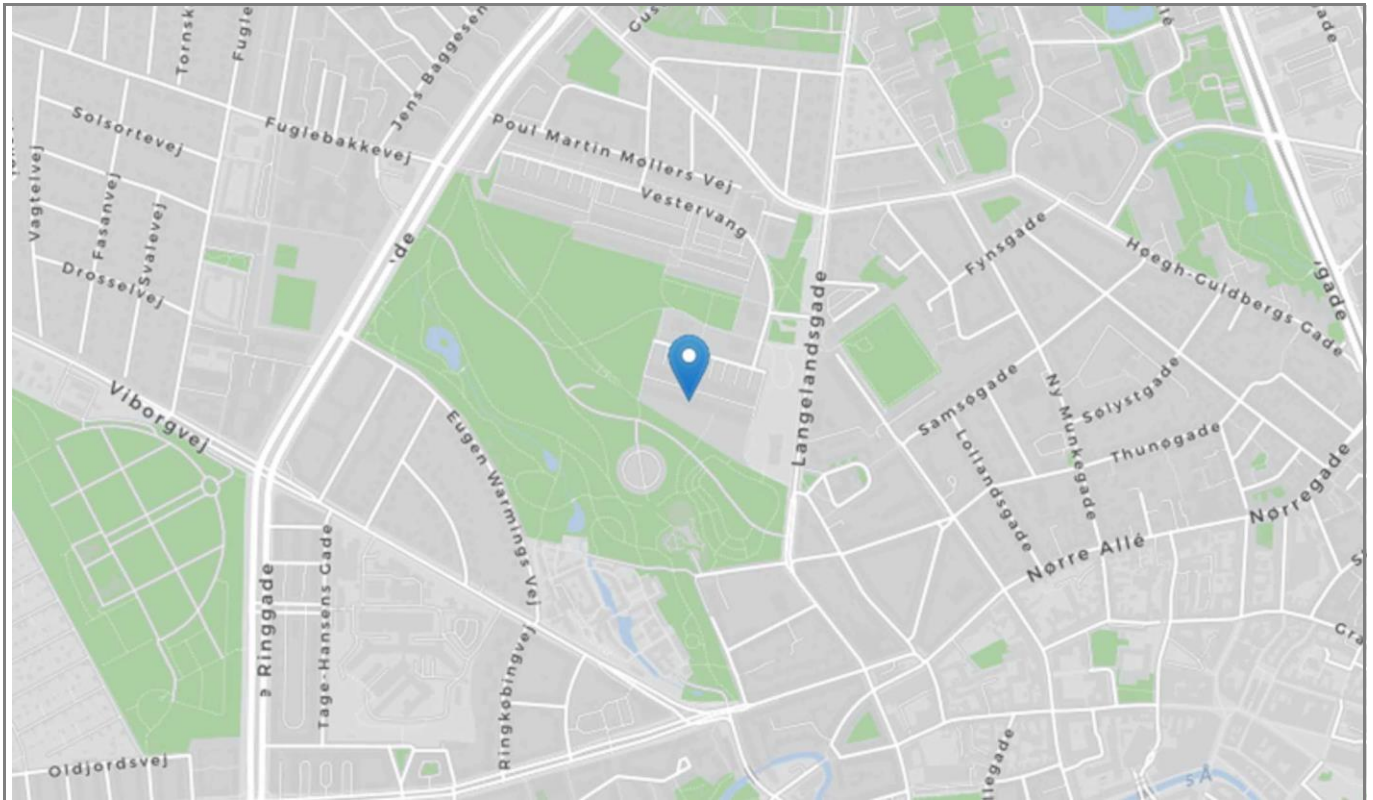 Tornsk
Fugle
Jens Baggesen
Gus
lé
ade
Solsortevej
Fuglebakkevej
Poul Martin Møllers Vej
Vestervang
Vagtelvej
Fasanvej
Svalevej
Drosselvej
de
Fynsgade
Høegh-Guldbergs Gade
gade
Langelandsgade
Viborgvej
Eugen Warmings Vej
Samsøgade
Ny Munkegade
Sølystgade
Lollandsgade
Thunøgade
Nørregade
Nørre Allé
e Ringgade
Tage-Hansens Gade
Ringkøbingvej
Gra
Oldjordsvej
llegade
s Å